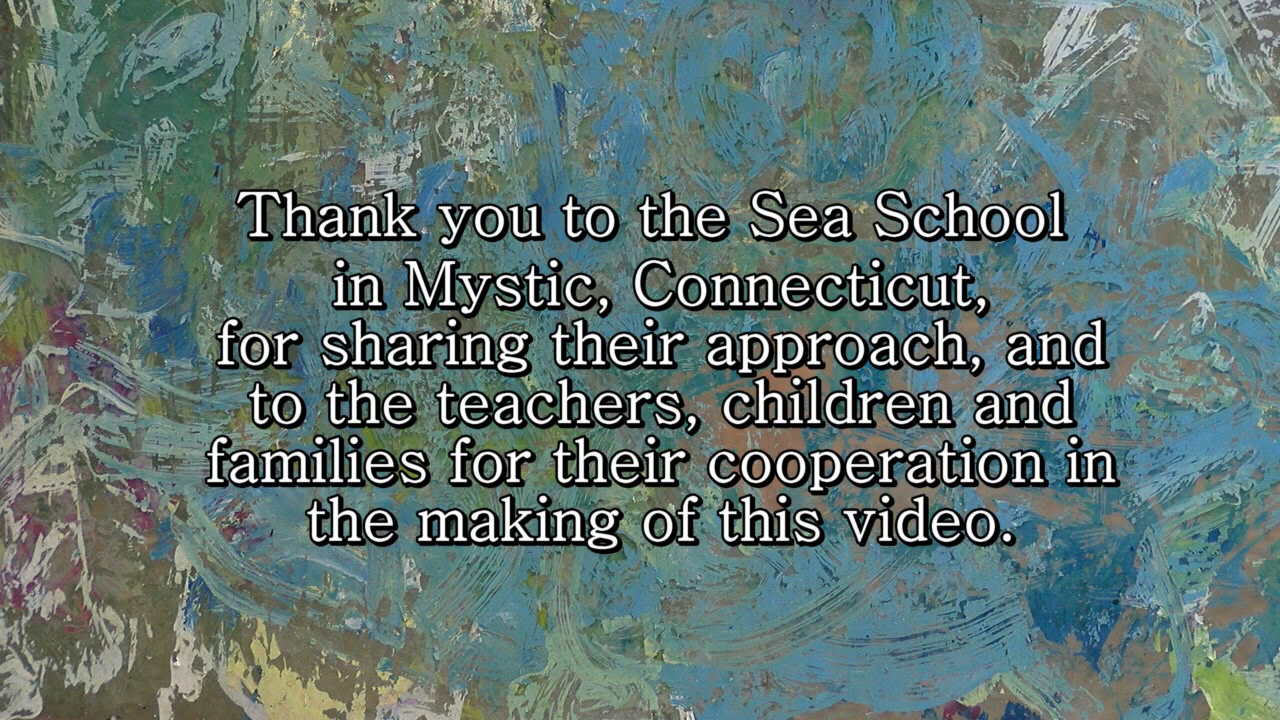 Thank you to the Sea School
in Mystic, Connecticut,
for sharing their approach, and
to the teachers, children and
families for their cooperation in
the making of this video.